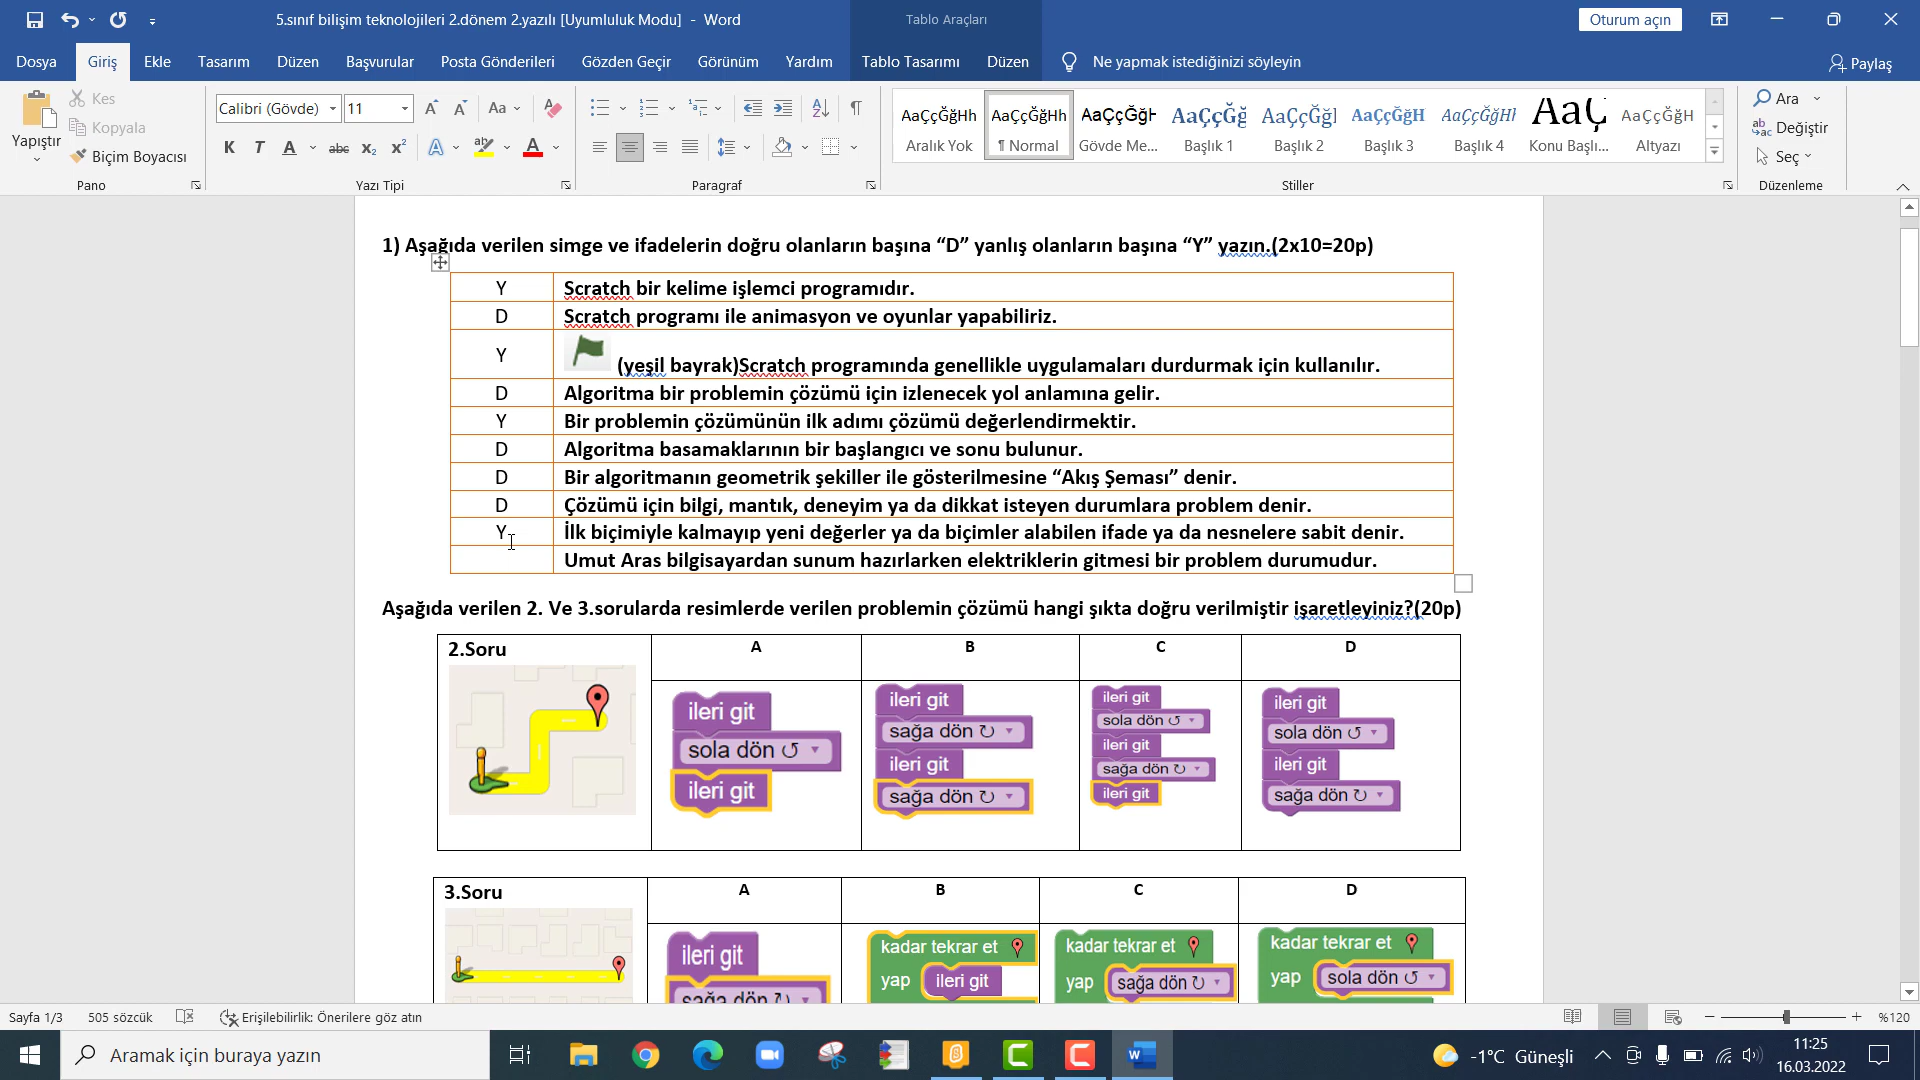 5.sınıf bilişim teknolojileri 2.dönem 2.yazılı [Uyumluluk Modu] - Word
Tablo Araçları
Oturum açın
Dosya Giriş Ekle Tasarım Düzen Başvurular Posta Gönderileri Gözden Geçir Görünüm Yardım Tablo Tasarımı Düzen Ne yapmak istediğinizi söyleyin Paylaş
Yapıştır
Kes
Kopyala
Biçim Boyacısı
Pano
Calibri (Gövde) 11
Yazı Tipi
Paragraf
AaÇçĞğHh AaÇçĞğHh AaÇçĞğH AaÇçĞğ AaÇçĞğ AaÇçĞğH AaÇçĞğH AaÇ AaÇçĞğH
Aralık Yok ¶ Normal Gövde Me... Başlık 1 Başlık 2 Başlık 3 Başlık 4 Konu Başlı... Altyazı
Stiller
Ara
Değiştir
Seç
Düzenleme
1) Aşağıda verilen simge ve ifadelerin doğru olanların başına “D” yanlış olanların başına “Y” yazın.(2x10=20p)
Y Scratch bir kelime işlemci programıdır.
D Scratch programı ile animasyon ve oyunlar yapabiliriz.
Y (yeşil bayrak)Scratch programında genellikle uygulamaları durdurmak için kullanılır.
D Algoritma bir problemin çözümü için izlenecek yol anlamına gelir.
Y Bir problemin çözümünün ilk adımı çözümü değerlendirmektir.
D Algoritma basamaklarının bir başlangıcı ve sonu bulunur.
D Bir algoritmanın geometrik şekiller ile gösterilmesine “Akış Şeması” denir.
D Çözümü için bilgi, mantık, deneyim ya da dikkat isteyen durumlara problem denir.
Y İlk biçimiyle kalmayıp yeni değerler ya da biçimler alabilen ifade ya da nesnelere sabit denir.
Umut Aras bilgisayardan sunum hazırlarken elektriklerin gitmesi bir problem durumudur.
Aşağıda verilen 2. Ve 3.sorularda resimlerde verilen problemin çözümü hangi şıkta doğru verilmiştir işaretleyiniz?(20p)
2.Soru
A
ileri git
sola dön ↺
ileri git
B
ileri git
sağa dön ↻
ileri git
sağa dön ↻
C
ileri git
sola dön ↺
ileri git
sağa dön ↻
ileri git
D
ileri git
sola dön ↺
ileri git
sağa dön ↻
3.Soru
A
ileri git
sağa dön ↻
B
kadar tekrar et
yap ileri git
C
kadar tekrar et
yap sağa dön ↻
D
kadar tekrar et
yap sola dön ↺
Sayfa 1/3 505 sözcük Erişilebilirlik: Önerilere göz atın %120
Aramak için buraya yazın
-1°C Güneşli
11:25
16.03.2022